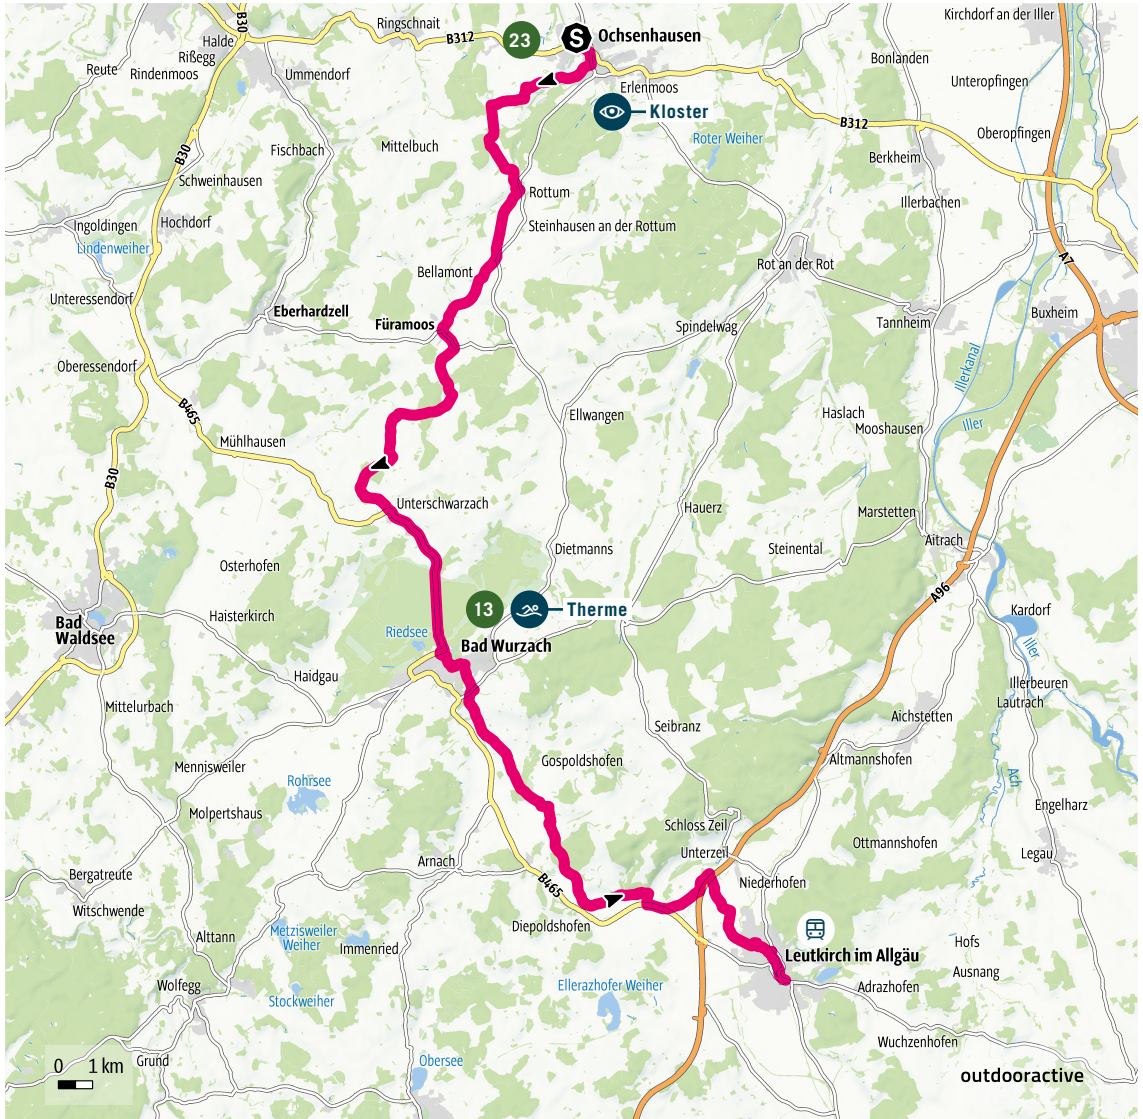 B30
Ringschnait
23
S
Ochsenhausen
Kirchdorf an der Iller
Halde
B312
Rißegg
Reute
Rindenmoos
Ummendorf
Bonlanden
Erlenmoos
Unteropfingen
Kloster
B312
Oberopfingen
Roter Weiher
Fischbach
Mittelbuch
B30
Berkheim
Schweinhausen
Rottum
Illerbachen
Ingoldingen
Hochdorf
Steinhausen an der Rottum
Lindenweiher
A7
Rot an der Rot
Bellamont
Unteressendorf
Eberhardzell
Füramoos
Spindelwag
Tannheim
Buxheim
Oberessendorf
Illerkanal
B465
Ellwangen
Haslach
Mooshausen
Iller
Mühlhausen
B30
Unterschwarzach
Hauerz
Marstetten
Dietmanns
Steinental
Aitrach
Osterhofen
A96
13
Therme
Kardorf
Haisterkirch
Bad
Waldsee
Riedsee
Bad Wurzach
Iller
Haidgau
Illerbeuren
Lautrach
Mittelurbach
Aichstetten
Seibranz
Gospoldshofen
Altmannshofen
Mennisweiler
Rohrsee
Ach
Molpertshaus
Engelharz
Schloss Zeil
Ottmannshofen
Unterzeil
Legau
Arnach
Bergatreute
B465
Niederhofen
Witschwende
Diepoldshofen
Metzisweiler
Weiher
Alttann
Immenried
Hofs
Leutkirch im Allgäu
Ausnang
Wolfegg
Stockweiher
Ellerazhofer Weiher
Adrazhofen
Wuchzenhofen
Grund
Obersee
0 1 km
outdooractive